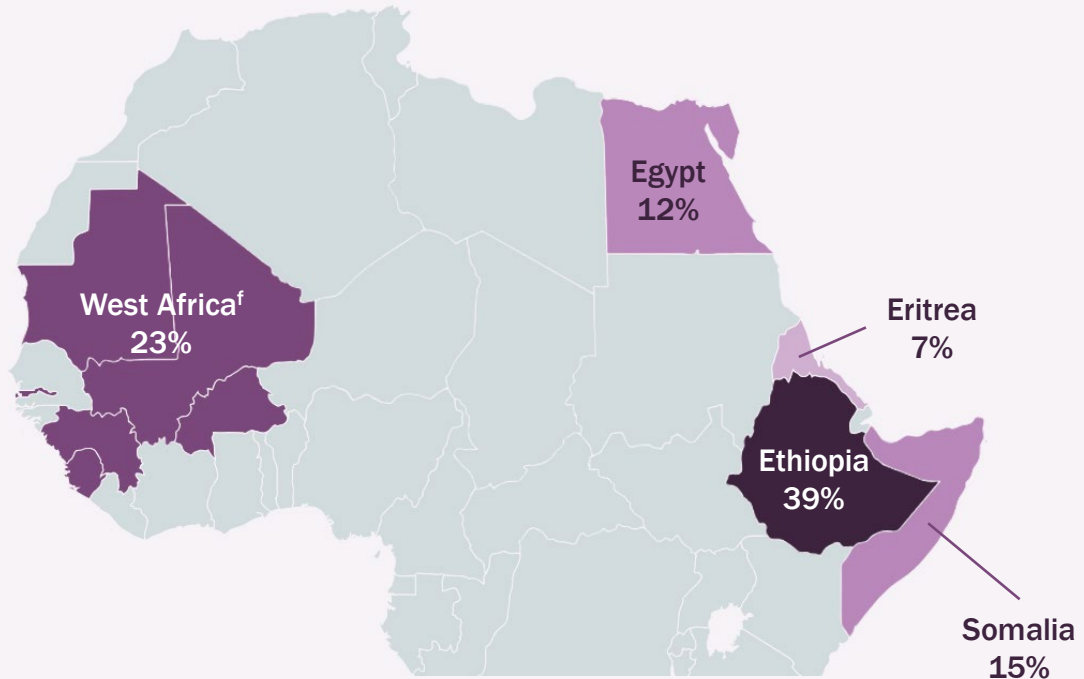 Egypt
12%
West Africaᶠ
23%
Eritrea
7%
Ethiopia
39%
Somalia
15%